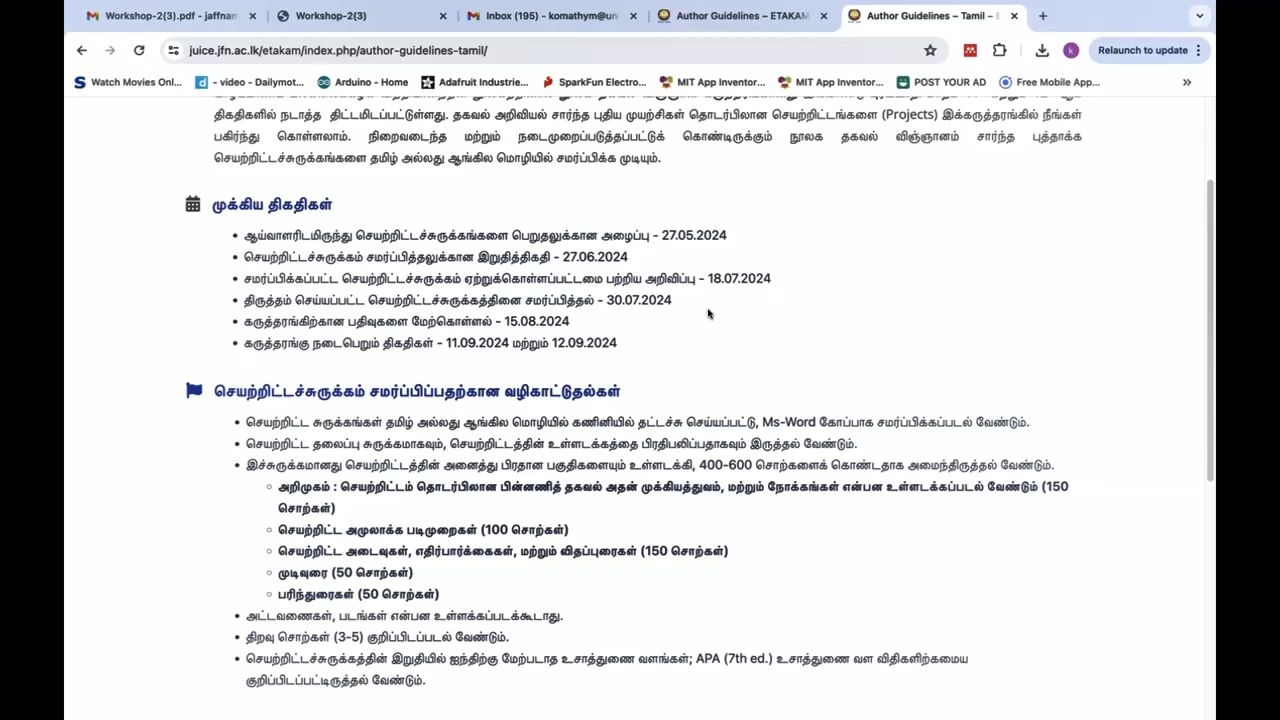 Workshop-2(3).pdf - jaffnam
Workshop-2(3)
Inbox (195) - komathym@un
Author Guidelines – ETAKAM
Author Guidelines – Tamil – E
juice.jfn.ac.lk/etakam/index.php/author-guidelines-tamil/
k
Relaunch to update
Watch Movies Onl...
- video - Dailymot...
Arduino - Home
Adafruit Industrie...
SparkFun Electro...
MIT App Inventor...
MIT App Inventor...
POST YOUR AD
Free Mobile App...
»
திகதிகளில் நடாத்த திட்டமிடப்பட்டுள்ளது. தகவல் அறிவியல் சார்ந்த புதிய முயற்சிகள் தொடர்பிலான செயற்றிட்டங்களை (Projects) இக்கருத்தரங்கில் நீங்கள்
பகிர்ந்து கொள்ளலாம். நிறைவடைந்த மற்றும் நடைமுறைப்படுத்தப்பட்டுக் கொண்டிருக்கும் நூலக தகவல் விஞ்ஞானம் சார்ந்த புத்தாக்க
செயற்றிட்டச்சுருக்கங்களை தமிழ் அல்லது ஆங்கில மொழியில் சமர்ப்பிக்க முடியும்.
முக்கிய திகதிகள்
• ஆய்வாளரிடமிருந்து செயற்றிட்டச்சுருக்கங்களை பெறுதலுக்கான அழைப்பு - 27.05.2024
• செயற்றிட்டச்சுருக்கம் சமர்ப்பித்தலுக்கான இறுதித்திகதி - 27.06.2024
• சமர்ப்பிக்கப்பட்ட செயற்றிட்டச்சுருக்கம் ஏற்றுக்கொள்ளப்பட்டமை பற்றிய அறிவிப்பு - 18.07.2024
• திருத்தம் செய்யப்பட்ட செயற்றிட்டச்சுருக்கத்தினை சமர்ப்பித்தல் - 30.07.2024
• கருத்தரங்கிற்கான பதிவுகளை மேற்கொள்ளல் - 15.08.2024
• கருத்தரங்கு நடைபெறும் திகதிகள் - 11.09.2024 மற்றும் 12.09.2024
செயற்றிட்டச்சுருக்கம் சமர்ப்பிப்பதற்கான வழிகாட்டுதல்கள்
• செயற்றிட்ட சுருக்கங்கள் தமிழ் அல்லது ஆங்கில மொழியில் கணினியில் தட்டச்சு செய்யப்பட்டு, Ms-Word கோப்பாக சமர்ப்பிக்கப்படல் வேண்டும்.
• செயற்றிட்ட தலைப்பு சுருக்கமாகவும், செயற்றிட்டத்தின் உள்ளடக்கத்தை பிரதிபலிப்பதாகவும் இருத்தல் வேண்டும்.
• இச்சுருக்கமானது செயற்றிட்டத்தின் அனைத்து பிரதான பகுதிகளையும் உள்ளடக்கி, 400-600 சொற்களைக் கொண்டதாக அமைந்திருத்தல் வேண்டும்.
◦ அறிமுகம் : செயற்றிட்டம் தொடர்பிலான பின்னணித் தகவல் அதன் முக்கியத்துவம், மற்றும் நோக்கங்கள் என்பன உள்ளடக்கப்படல் வேண்டும் (150
சொற்கள்)
◦ செயற்றிட்ட அமுலாக்க படிமுறைகள் (100 சொற்கள்)
◦ செயற்றிட்ட அடைவுகள், எதிர்பார்க்கைகள், மற்றும் விதப்புரைகள் (150 சொற்கள்)
◦ முடிவுரை (50 சொற்கள்)
◦ பரிந்துரைகள் (50 சொற்கள்)
• அட்டவணைகள், படங்கள் என்பன உள்ளக்கப்படக்கூடாது.
• திறவு சொற்கள் (3-5) குறிப்பிடப்படல் வேண்டும்.
• செயற்றிட்டச்சுருக்கத்தின் இறுதியில் ஐந்திற்கு மேற்படாத உசாத்துணை வளங்கள்; APA (7th ed.) உசாத்துணை வள விதிகளிற்கமைய
குறிப்பிடப்பட்டிருத்தல் வேண்டும்.